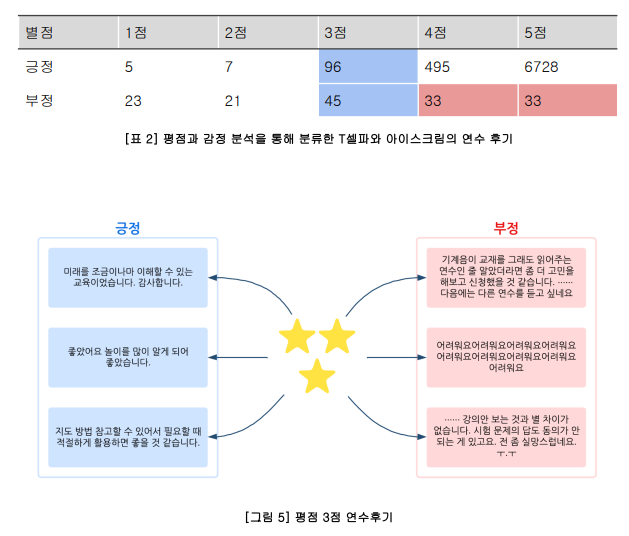 별점 1점 2점 3점 4점 5점
긍정 5 7 96 495 6728
부정 23 21 45 33 33
[표 2] 평점과 감정 분석을 통해 분류한 T셀파와 아이스크림의 연수 후기
긍정
미래를 조금이나마 이해할 수 있는
교육이었습니다. 감사합니다.
좋았어요 놀이를 많이 알게 되어
좋았습니다.
지도 방법 참고할 수 있어서 필요할 때
적절하게 활용하면 좋을 것 같습니다.
부정
기계음이 교재를 그래도 읽어주는
연수인 줄 알았더라면 좀 더 고민을
해보고 신청했을 것 같습니다. ……
다음에는 다른 연수를 듣고 싶네요
어려워요어려워요어려워요어려워요
어려워요어려워요어려워요어려워요
어려워요
…… 강의안 보는 것과 별 차이가
없습니다. 시험 문제의 답도 동의가 안
되는 게 있고요. 전 좀 실망스럽네요.
ㅜ.ㅜ
[그림 5] 평점 3점 연수후기